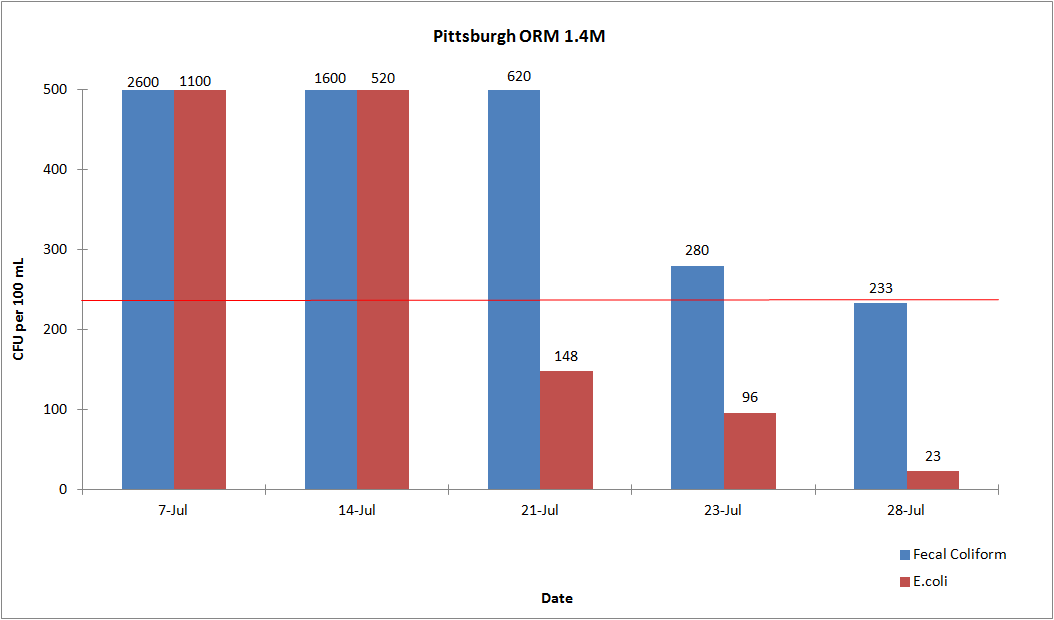 Pittsburgh ORM 1.4M
2600 1100 1600 520 620
500
400
300
200
100
0
280
233
148
96
23
CFU per 100 mL
7-Jul 14-Jul 21-Jul 23-Jul 28-Jul
Fecal Coliform
E.coli
Date